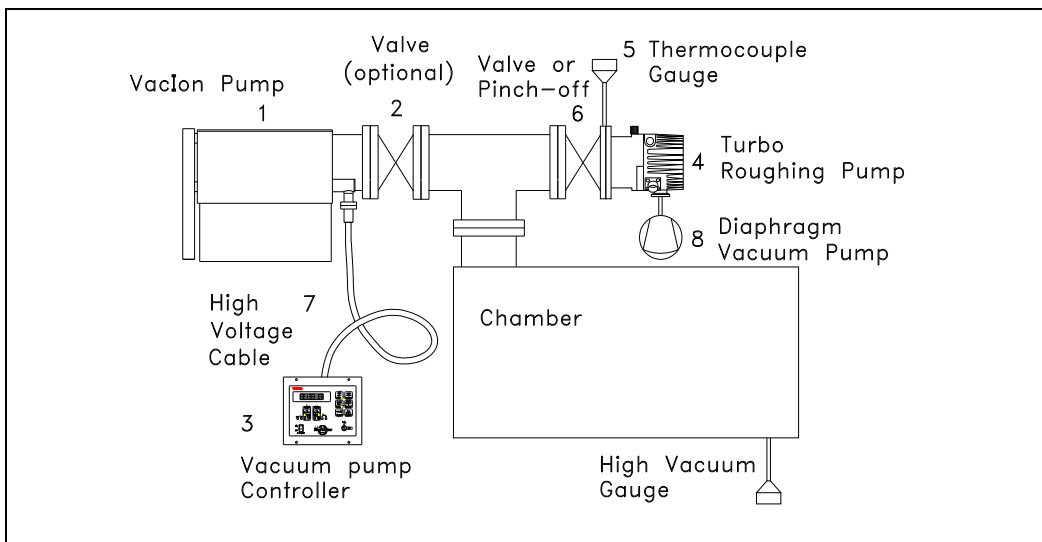 Valve
(optional)
VacIon Pump
1
2
Valve or
Pinch-off
6
5 Thermocouple
Gauge
4 Turbo
Roughing Pump
8 Diaphragm
Vacuum Pump
High
Voltage
Cable
7
Chamber
3
Vacuum pump
Controller
High Vacuum
Gauge